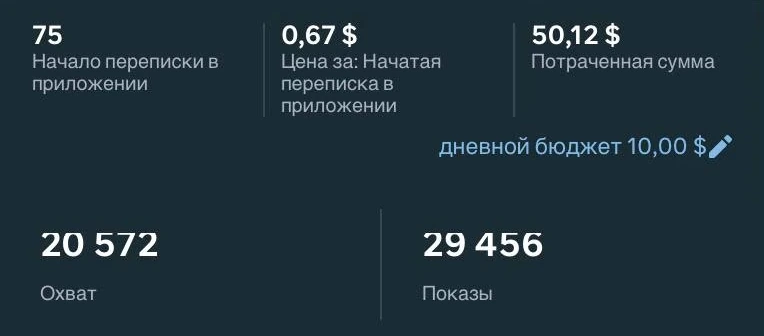 75
Начало переписки в
приложении
0,67 $
Цена за: Начатая
переписка в
приложении
50,12 $
Потраченная сумма
дневной бюджет 10,00 $
20 572
Охват
29 456
Показы